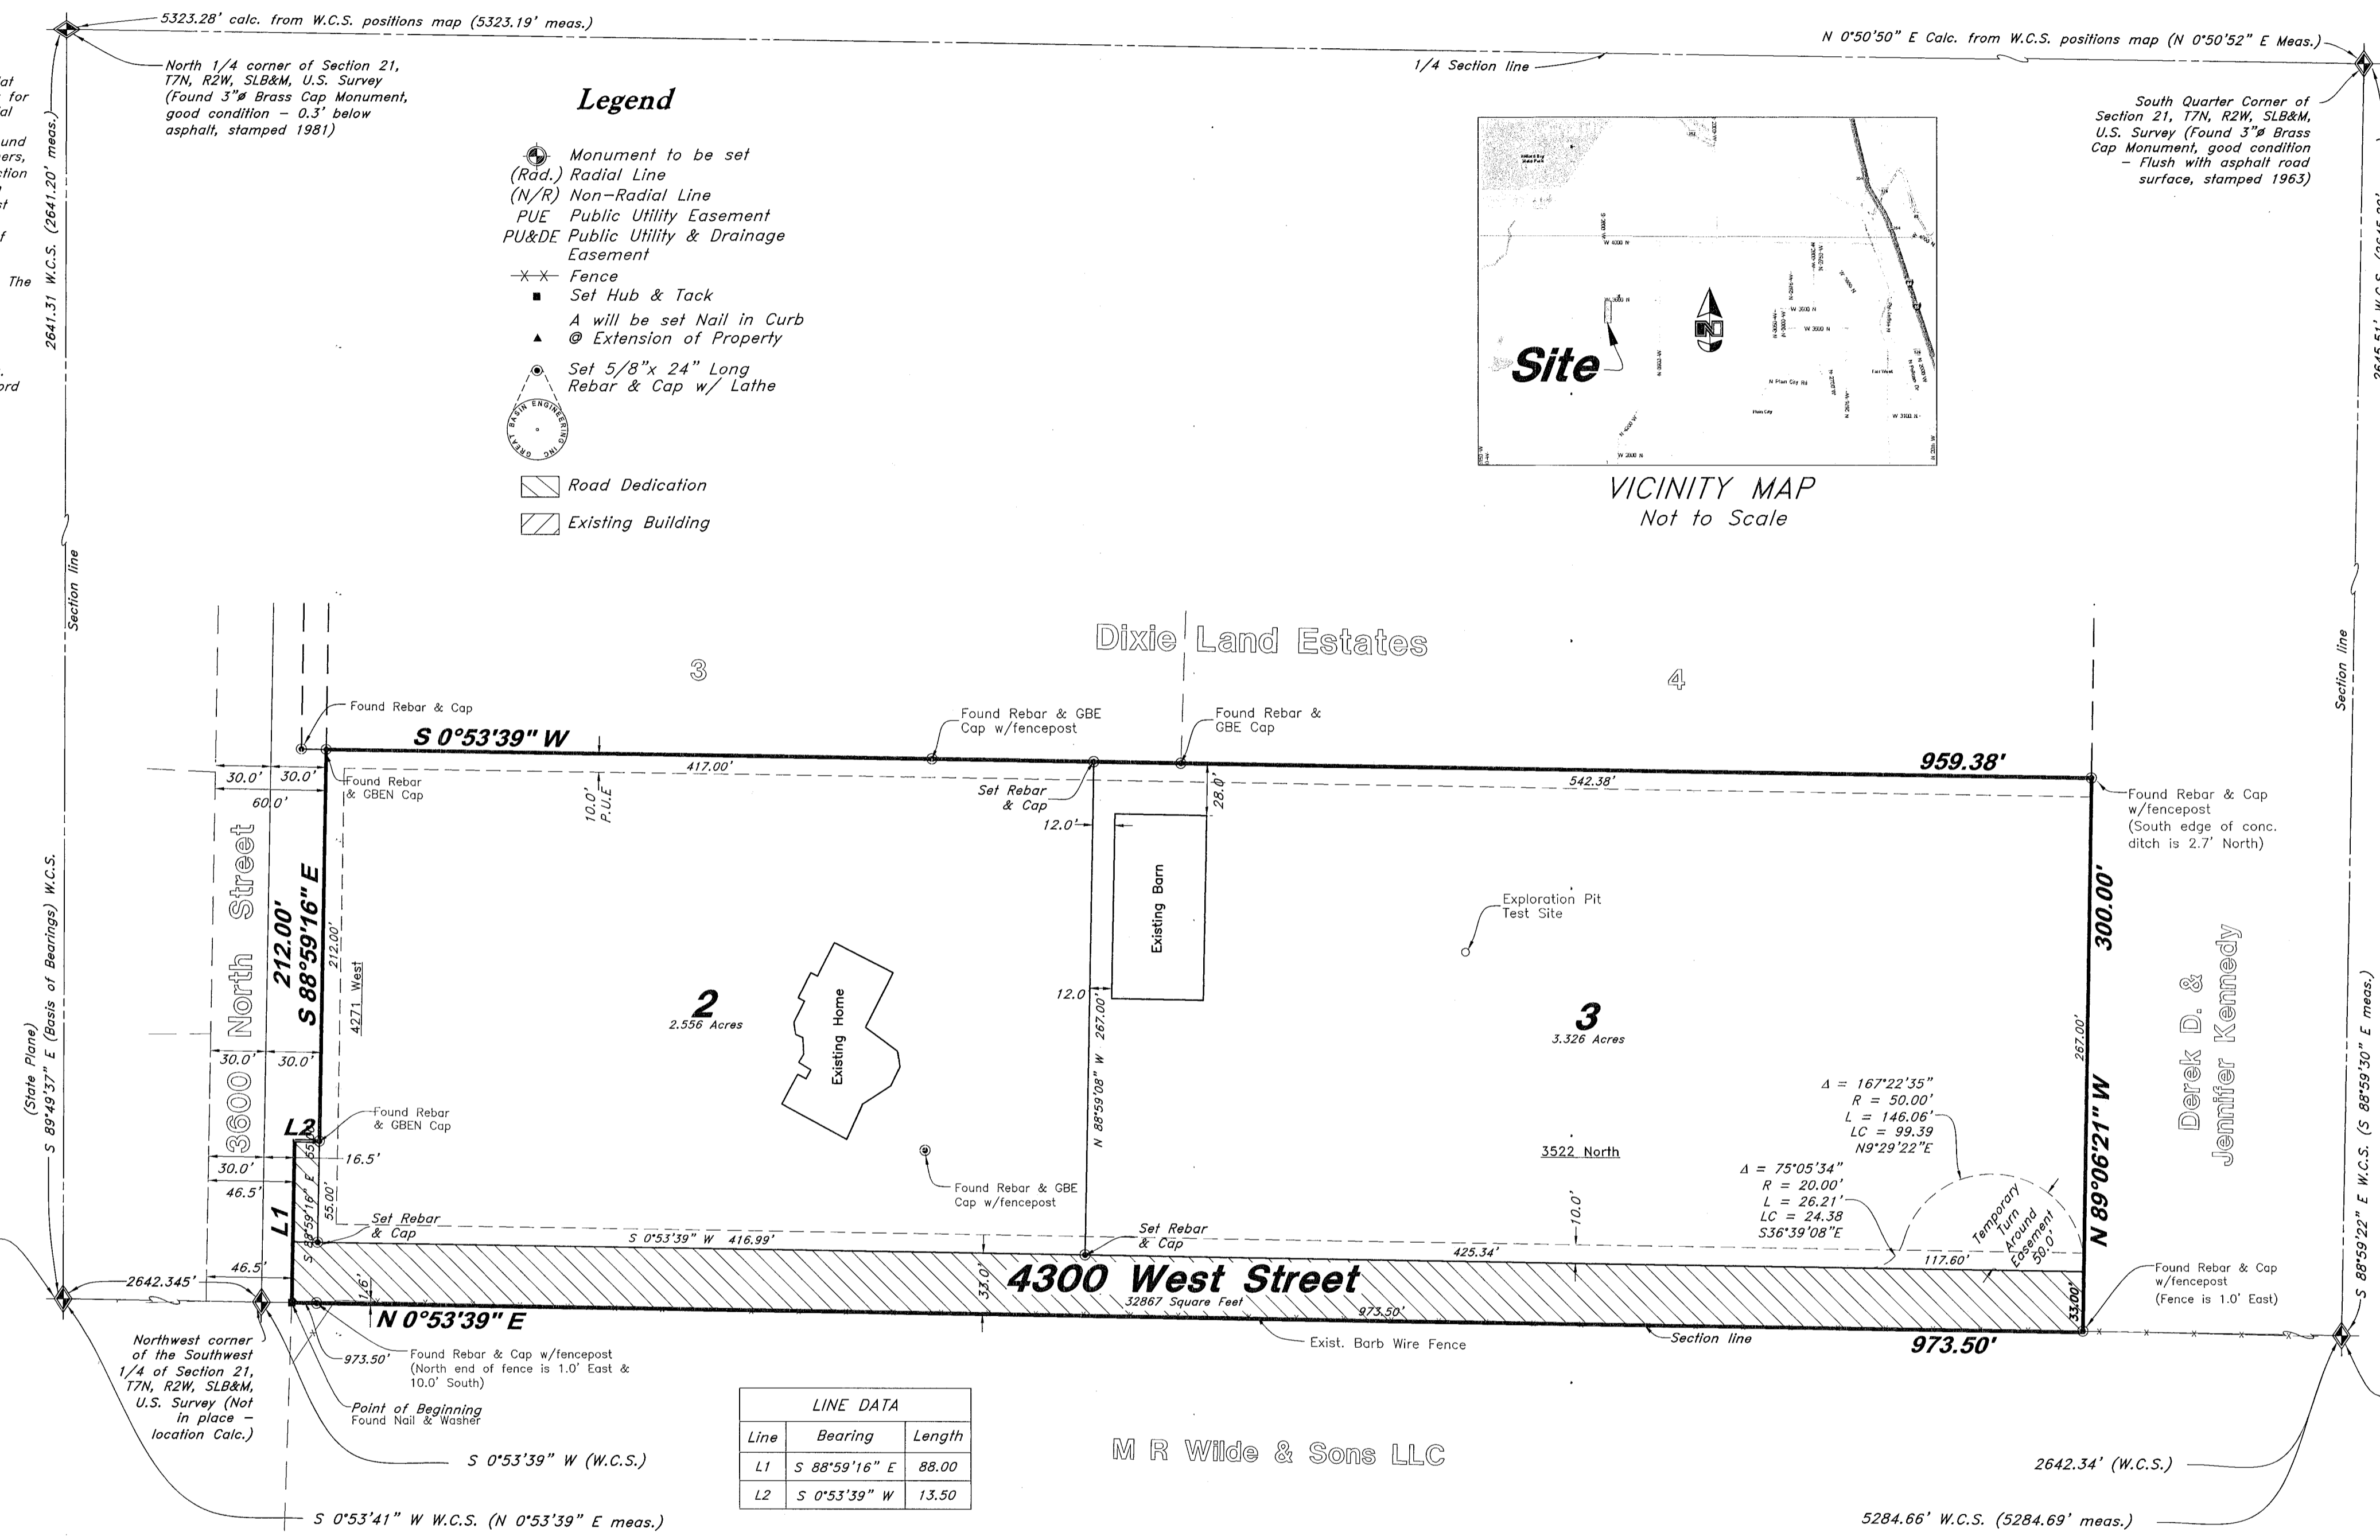 5323.28' calc. from W.C.S. positions map (5323.19' meas.)
N 0°50'50" E Calc. from W.C.S. positions map (N 0°50'52" E Meas.)
1/4 Section line
North 1/4 corner of Section 21,
T7N, R2W, SLB&M, U.S. Survey
(Found 3"ø Brass Cap Monument,
good condition – 0.3' below
asphalt, stamped 1981)
South Quarter Corner of
Section 21, T7N, R2W, SLB&M,
U.S. Survey (Found 3"ø Brass
Cap Monument, good condition
– Flush with asphalt road
surface, stamped 1963)
for
und
The
2641.31 W.C.S. (2641.20' meas.)
Section line
Legend
Monument to be set
(Rad.) Radial Line
(N/R) Non-Radial Line
PUE Public Utility Easement
PU&DE Public Utility & Drainage
Easement
Fence
Set Hub & Tack
A will be set Nail in Curb
@ Extension of Property
Set 5/8"x 24" Long
Rebar & Cap w/ Lathe
GREAT BASIN ENGINEERING INC
Road Dedication
Existing Building
W 4000 N
W 3600 N
W 3500 N
N Plain City Rd
Plain City
W 3100 N
Site
VICINITY MAP
Not to Scale
Section line
Dixie Land Estates
3
4
Found Rebar & Cap
S 0°53'39" W
Found Rebar & GBE
Cap w/fencepost
Found Rebar &
GBE Cap
959.38'
30.0'
30.0'
60.0'
Found Rebar
& GBEN Cap
417.00'
10.0'
P.U.E
Set Rebar
& Cap
28.0'
542.38'
Found Rebar & Cap
w/fencepost
(South edge of conc.
ditch is 2.7' North)
12.0'
Existing Barn
12.0
N 88°59'08" W 267.00'
3600 North Street
212.00'
S 88°59'16" E
212.00'
4271 West
2
2.556 Acres
Existing Home
Exploration Pit
Test Site
3
3.326 Acres
3522 North
300.00'
N 89°06'21" W
267.00'
Derek D. &
Jennifer Kennedy
Δ = 167°22'35"
R = 50.00'
L = 146.06'
LC = 99.39
N9°29'22"E
Δ = 75°05'34"
R = 20.00'
L = 26.21'
LC = 24.38
S36°39'08"E
Temporary
Turn
Around
Easement
50.0'
30.0'
30.0'
L2
Found Rebar
& GBEN Cap
30.0'
16.5'
46.5'
L1
S 88°59'16" E 55.00'
55.00'
Set Rebar
& Cap
Found Rebar & GBE
Cap w/fencepost
Set Rebar
& Cap
S 0°53'39" W 416.99'
10.0'
425.34'
117.60'
46.5'
1.6'
33.0'
4300 West Street
32867 Square Feet
973.50'
33.00'
Found Rebar & Cap
w/fencepost
(Fence is 1.0' East)
N 0°53'39" E
Exist. Barb Wire Fence
Section line
973.50'
(State Plane)
S 89°49'37" E (Basis of Bearings) W.C.S.
2642.345'
Northwest corner
of the Southwest
1/4 of Section 21,
T7N, R2W, SLB&M,
U.S. Survey (Not
in place –
location Calc.)
973.50'
Found Rebar & Cap w/fencepost
(North end of fence is 1.0' East &
10.0' South)
Point of Beginning
Found Nail & Washer
S 0°53'39" W (W.C.S.)
S 0°53'41" W W.C.S. (N 0°53'39" E meas.)
LINE DATA
Line Bearing Length
L1 S 88°59'16" E 88.00
L2 S 0°53'39" W 13.50
M R Wilde & Sons LLC
2642.34' (W.C.S.)
5284.66' W.C.S. (5284.69' meas.)
S 88°59'22" E W.C.S. (S 88°59'30" E meas.)